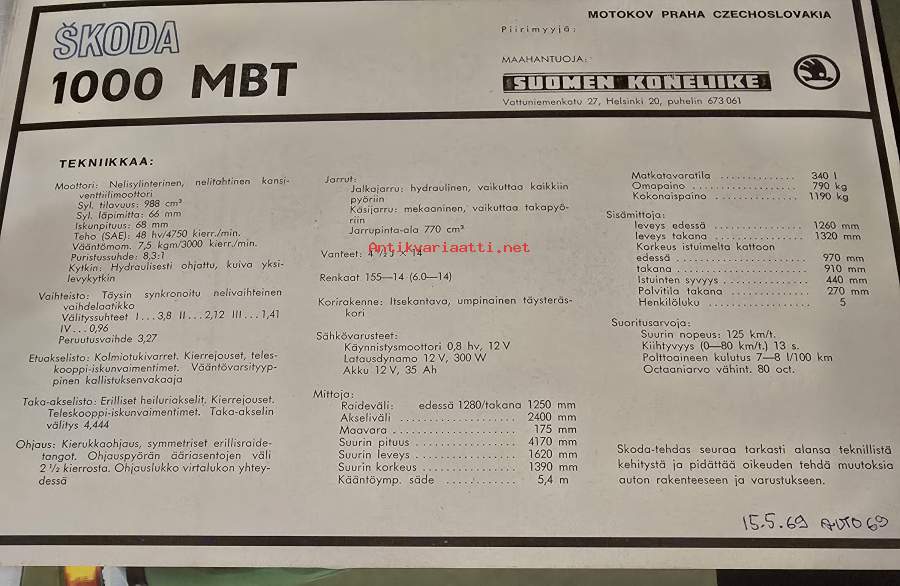 ŠKODA
1000 MBT
MOTOKOV PRAHA CZECHOSLOVAKIA
Piirimyyjä:
MAAHANTUOJA:
SUOMEN KONELIIKE
Vattuniemenkatu 27, Helsinki 20, puhelin 673 061
TEKNIIKKAA:
Moottori: Nelisylinterinen, nelitahtinen kansi-
venttiilimoottori
Syl. tilavuus: 988 cm³
Syl. läpimitta: 66 mm
Iskunpituus: 68 mm
Teho (SAE): 48 hv/4750 kierr./min.
Vääntömom. 7,5 kgm/3000 kierr./min.
Puristussuhde: 8,3:1
Kytkin: Hydraulisesti ohjattu, kuiva yksi-
levykytkin
Vaihteisto: Täysin synkronoitu nelivaihteinen
vaihdelaatikko
Välityssuhteet I...3,8 II...2,12 III...1,41
IV...0,96
Peruutusvaihde 3,27
Etuakselisto: Kolmiotukivarret. Kierrejouset, teles-
kooppi-iskunvaimentimet. Vääntövarsityyp-
pinen kallistuksenvakaaja
Taka-akselisto: Erilliset heiluriakselit, Kierrejouset.
Teleskooppi-iskunvaimentimet. Taka-akselin
välitys 4,444
Ohjaus: Kierukkaohjaus, symmetriset erillisraide-
tangot. Ohjauspyörän ääriasentojen väli
2 ½ kierrosta. Ohjauslukko virtalukon yhtey-
dessä
Jarrut:
Jalkajarru: hydraulinen, vaikuttaa kaikkiin
pyöriin
Käsijarru: mekaaninen, vaikuttaa takapyö-
riin
Jarrupinta-ala 770 cm²
Antikvariaatti.net
Vanteet: 4 × 14
Renkaat 155—14 (6.0—14)
Korirakenne: Itsekantava, umpinainen täysteräs-
kori
Sähkövarusteet:
Käynnistysmoottori 0,8 hv, 12 V
Latausdynamo 12 V, 300 W
Akku 12 V, 35 Ah
Mittoja:
Raideväli: edessä 1280/takana 1250 mm
Akseliväli .................. 2400 mm
Maavara .................. 175 mm
Suurin pituus .............. 4170 mm
Suurin leveys .............. 1620 mm
Suurin korkeus ............ 1390 mm
Kääntöymp. säde .......... 5,4 m
Matkatavaratila .............. 340 l
Omapaino .................. 790 kg
Kokonaispaino .............. 1190 kg
Sisämittoja:
leveys edessä .............. 1260 mm
leveys takana .............. 1320 mm
Korkeus istuimelta kattoon
edessä .................... 970 mm
takana .................... 910 mm
Istuinten syvyys ............ 440 mm
Polvitila takana ............ 270 mm
Henkilöluku ................ 5
Suoritusarvoja:
Suurin nopeus: 125 km/t.
Kiihtyvyys (0—80 km/t.) 13 s.
Polttoaineen kulutus 7—8 l/100 km
Octaaniarvo vähint. 80 oct.
Skoda-tehdas seuraa tarkasti alansa teknillistä
kehitystä ja pidättää oikeuden tehdä muutoksia
auton rakenteeseen ja varustukseen.
15.5.69 AUTO 69